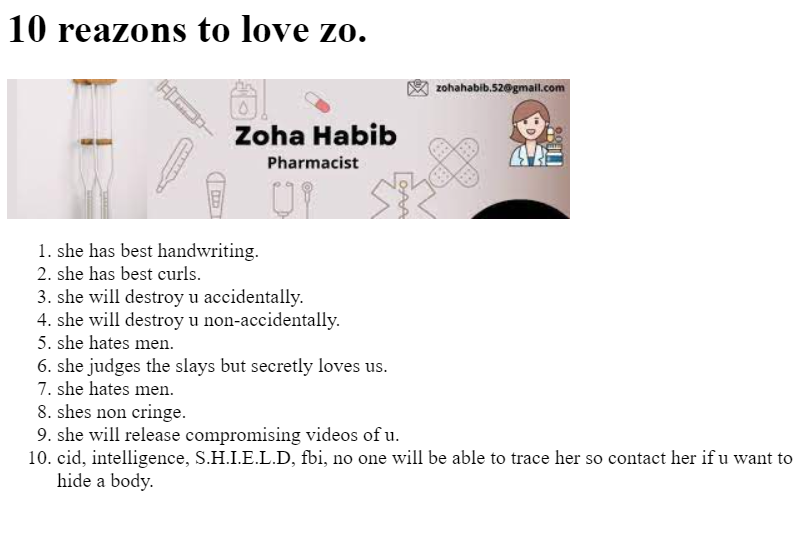 10 reazons to love zo.
zohahabib.52@gmail.com
Zoha Habib
Pharmacist
1. she has best handwriting.
2. she has best curls.
3. she will destroy u accidentally.
4. she will destroy u non-accidentally.
5. she hates men.
6. she judges the slays but secretly loves us.
7. she hates men.
8. shes non cringe.
9. she will release compromising videos of u.
10. cid, intelligence, S.H.I.E.L.D, fbi, no one will be able to trace her so contact her if u want to
hide a body.